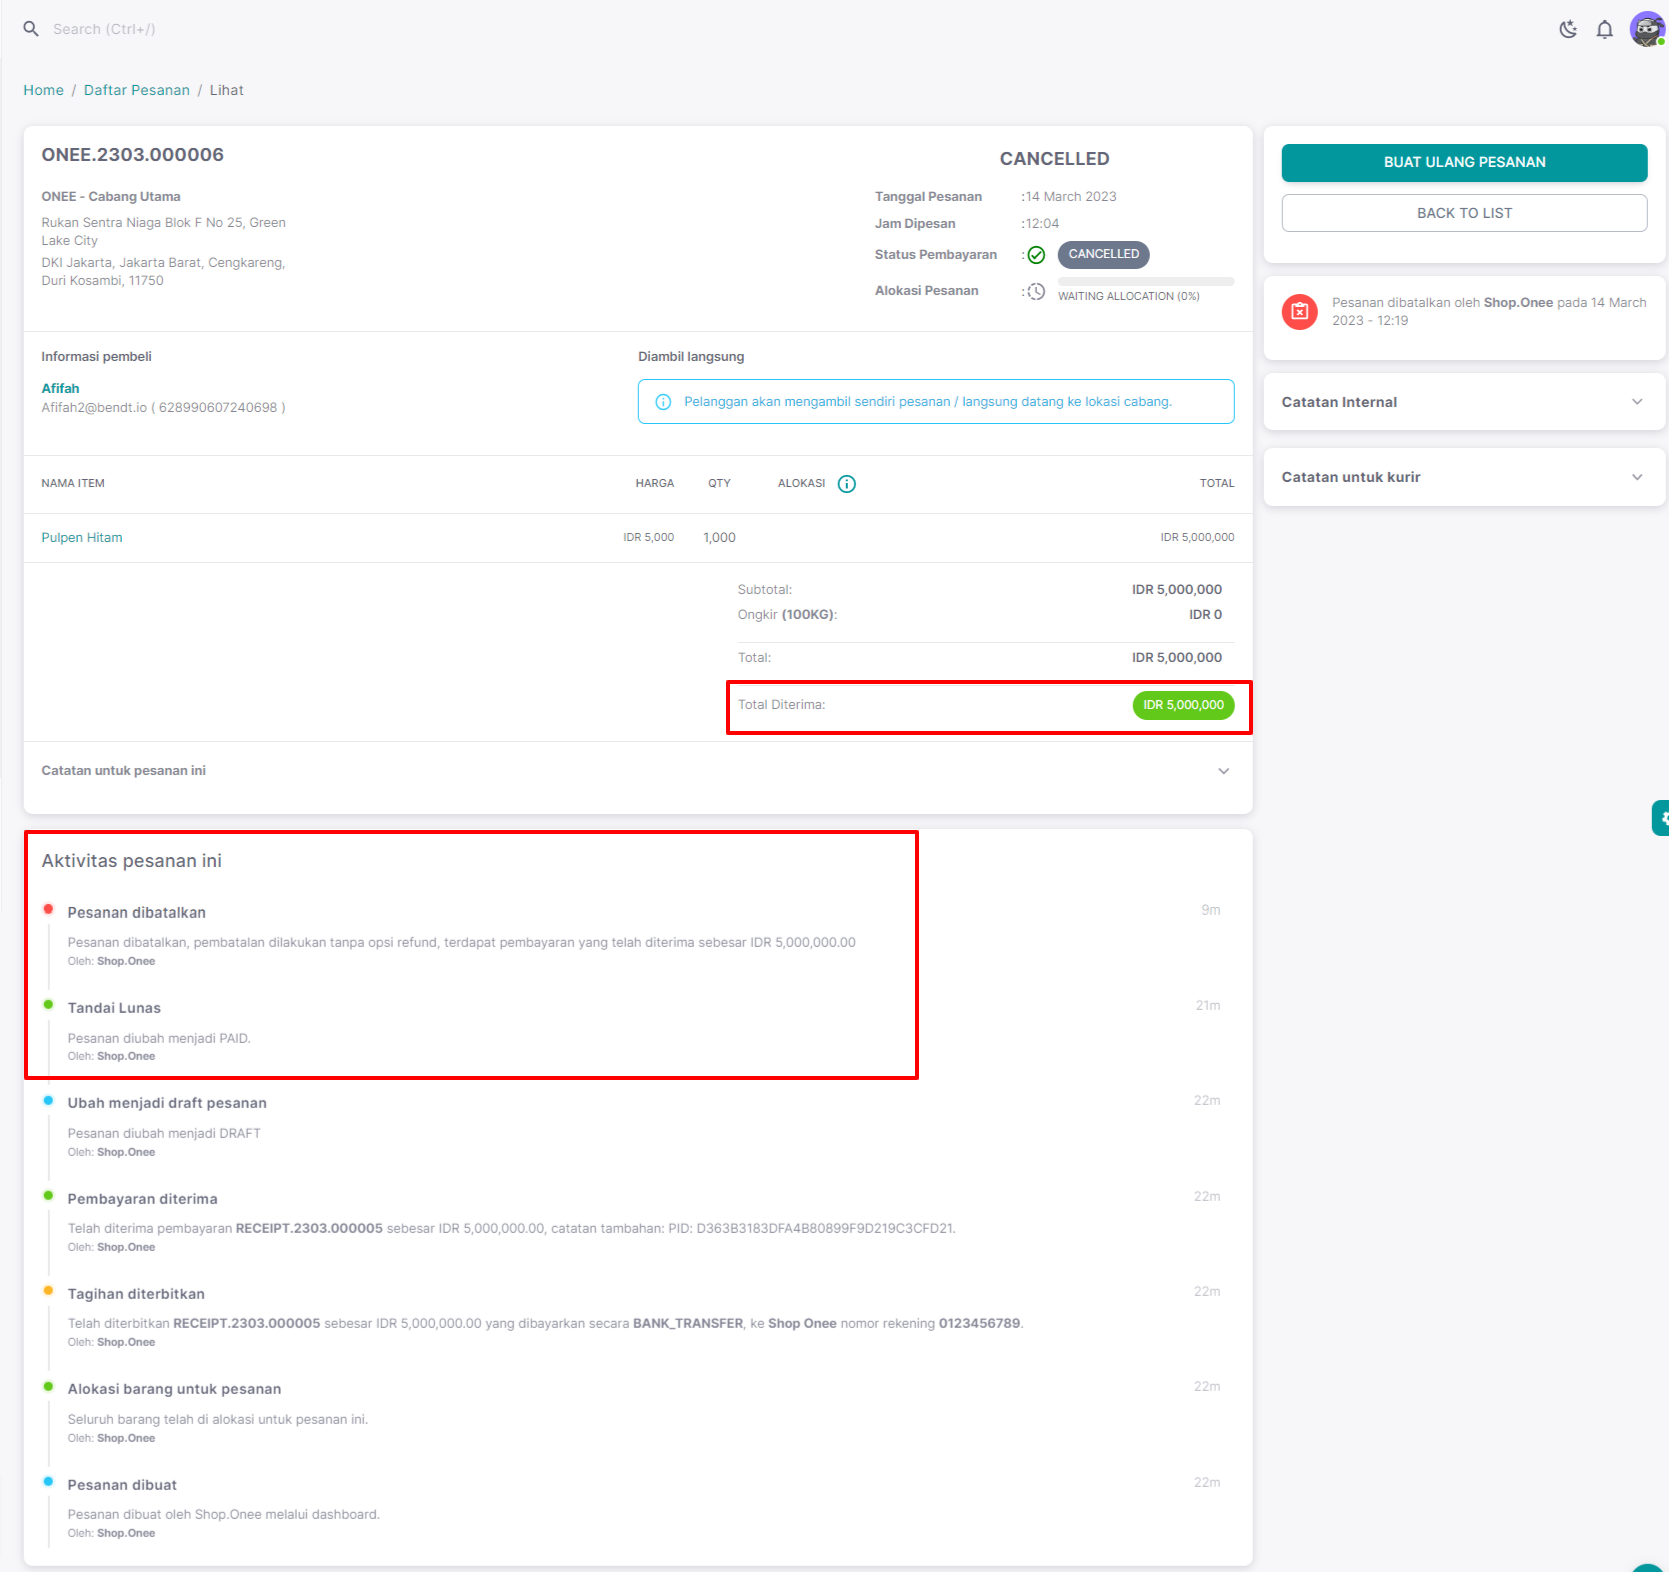 Search (Ctrl+/)
Home / Daftar Pesanan / Lihat
ONEE.2303.000006
ONEE - Cabang Utama
Rukan Sentra Niaga Blok F No 25, Green
Lake City
DKI Jakarta, Jakarta Barat, Cengkareng,
Duri Kosambi, 11750
CANCELLED
Tanggal Pesanan :14 March 2023
Jam Dipesan :12:04
Status Pembayaran : CANCELLED
Alokasi Pesanan : WAITING ALLOCATION (0%)
BUAT ULANG PESANAN
BACK TO LIST
Pesanan dibatalkan oleh Shop.Onee pada 14 March
2023 - 12:19
Catatan Internal
Catatan untuk kurir
Informasi pembeli
Afifah
Afifah2@bendt.io ( 628990607240698 )
Diambil langsung
Pelanggan akan mengambil sendiri pesanan / langsung datang ke lokasi cabang.
NAMA ITEM HARGA QTY ALOKASI TOTAL
Pulpen Hitam IDR 5,000 1,000 IDR 5,000,000
Subtotal: IDR 5,000,000
Ongkir (100KG): IDR 0
Total: IDR 5,000,000
Total Diterima: IDR 5,000,000
Catatan untuk pesanan ini
Aktivitas pesanan ini
Pesanan dibatalkan 9m
Pesanan dibatalkan, pembatalan dilakukan tanpa opsi refund, terdapat pembayaran yang telah diterima sebesar IDR 5,000,000.00
Oleh: Shop.Onee
Tandai Lunas 21m
Pesanan diubah menjadi PAID.
Oleh: Shop.Onee
Ubah menjadi draft pesanan 22m
Pesanan diubah menjadi DRAFT
Oleh: Shop.Onee
Pembayaran diterima 22m
Telah diterima pembayaran RECEIPT.2303.000005 sebesar IDR 5,000,000.00, catatan tambahan: PID: D363B3183DFA4B80899F9D219C3CFD21.
Oleh: Shop.Onee
Tagihan diterbitkan 22m
Telah diterbitkan RECEIPT.2303.000005 sebesar IDR 5,000,000.00 yang dibayarkan secara BANK_TRANSFER, ke Shop Onee nomor rekening 0123456789.
Oleh: Shop.Onee
Alokasi barang untuk pesanan 22m
Seluruh barang telah di alokasi untuk pesanan ini.
Oleh: Shop.Onee
Pesanan dibuat 22m
Pesanan dibuat oleh Shop.Onee melalui dashboard.
Oleh: Shop.Onee